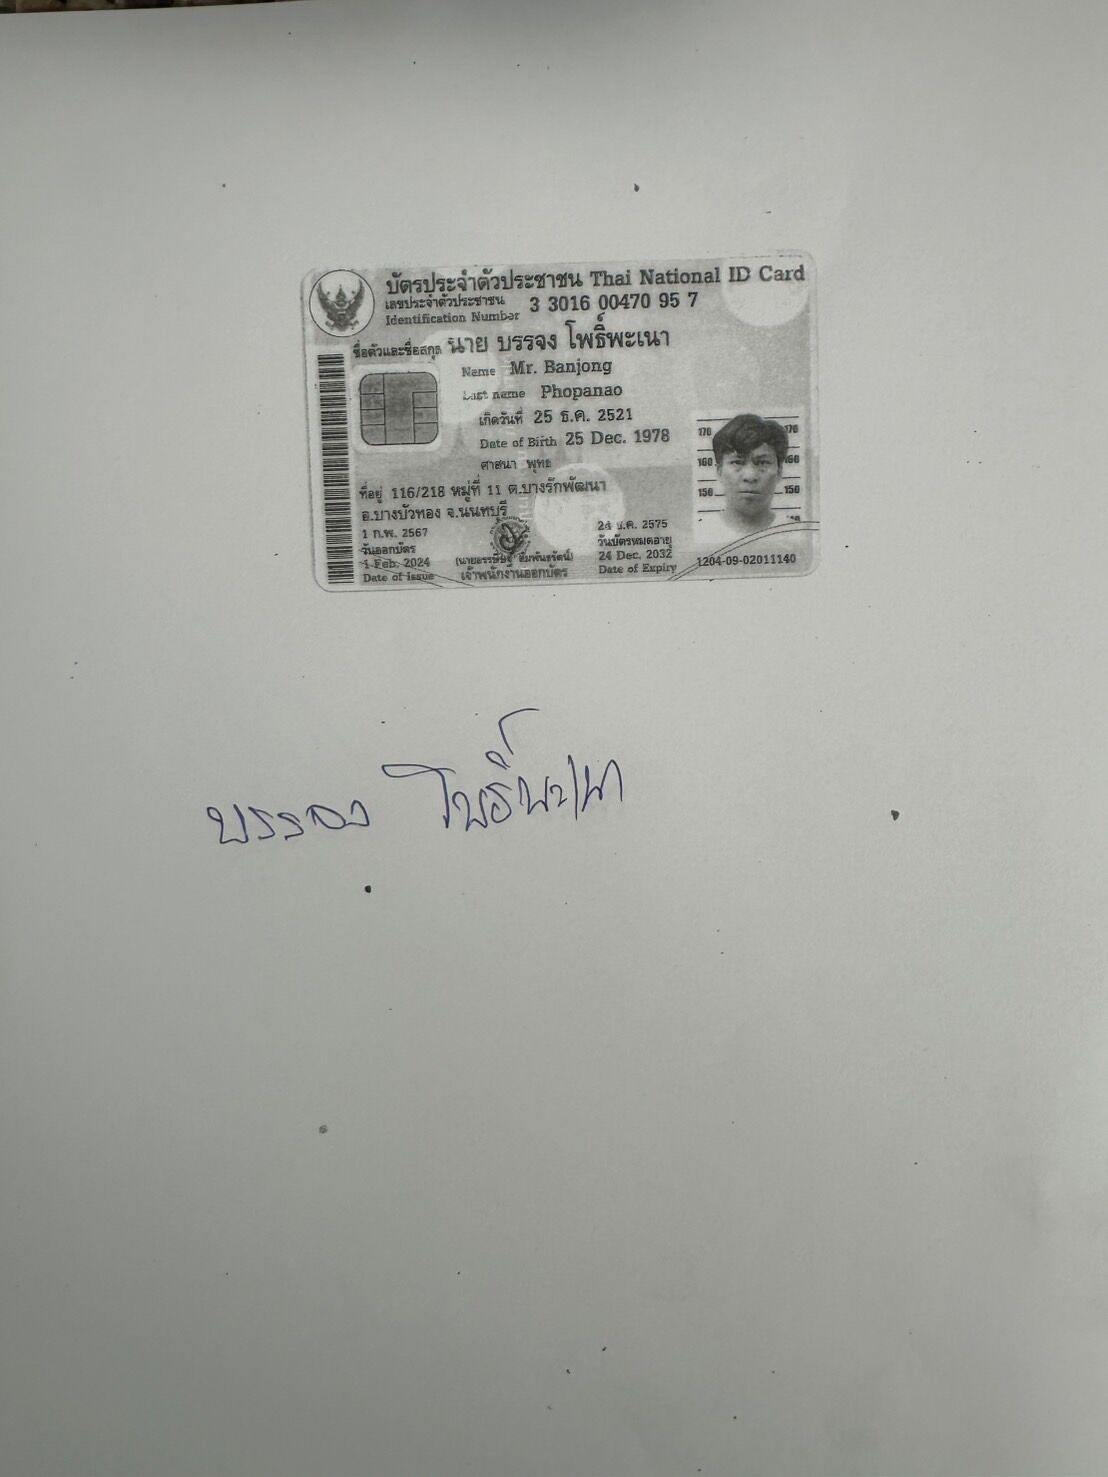 บัตรประจำตัวประชาชน Thai National ID Card
เลขประจำตัวประชาชน
Identification Number 3 3016 00470 95 7
ชื่อตัวและชื่อสกุล นาย บรรจง โพธิ์พะเนา
Name Mr. Banjong
Last name Phopanao
เกิดวันที่ 25 ธ.ค. 2521
Date of Birth 25 Dec. 1978
ศาสนา พุทธ
ที่อยู่ 116/218 หมู่ที่ 11 ต.บางรักพัฒนา
อ.บางบัวทอง จ.นนทบุรี
1 ก.พ. 2567
วันออกบัตร
1 Feb. 2024
Date of Issue
เจ้าพนักงานออกบัตร
24 ธ.ค. 2575
วันบัตรหมดอายุ
24 Dec. 2032
Date of Expiry
170 170
160 160
150 150
1204-09-02011140
บรรจง โพธิ์พะเนา